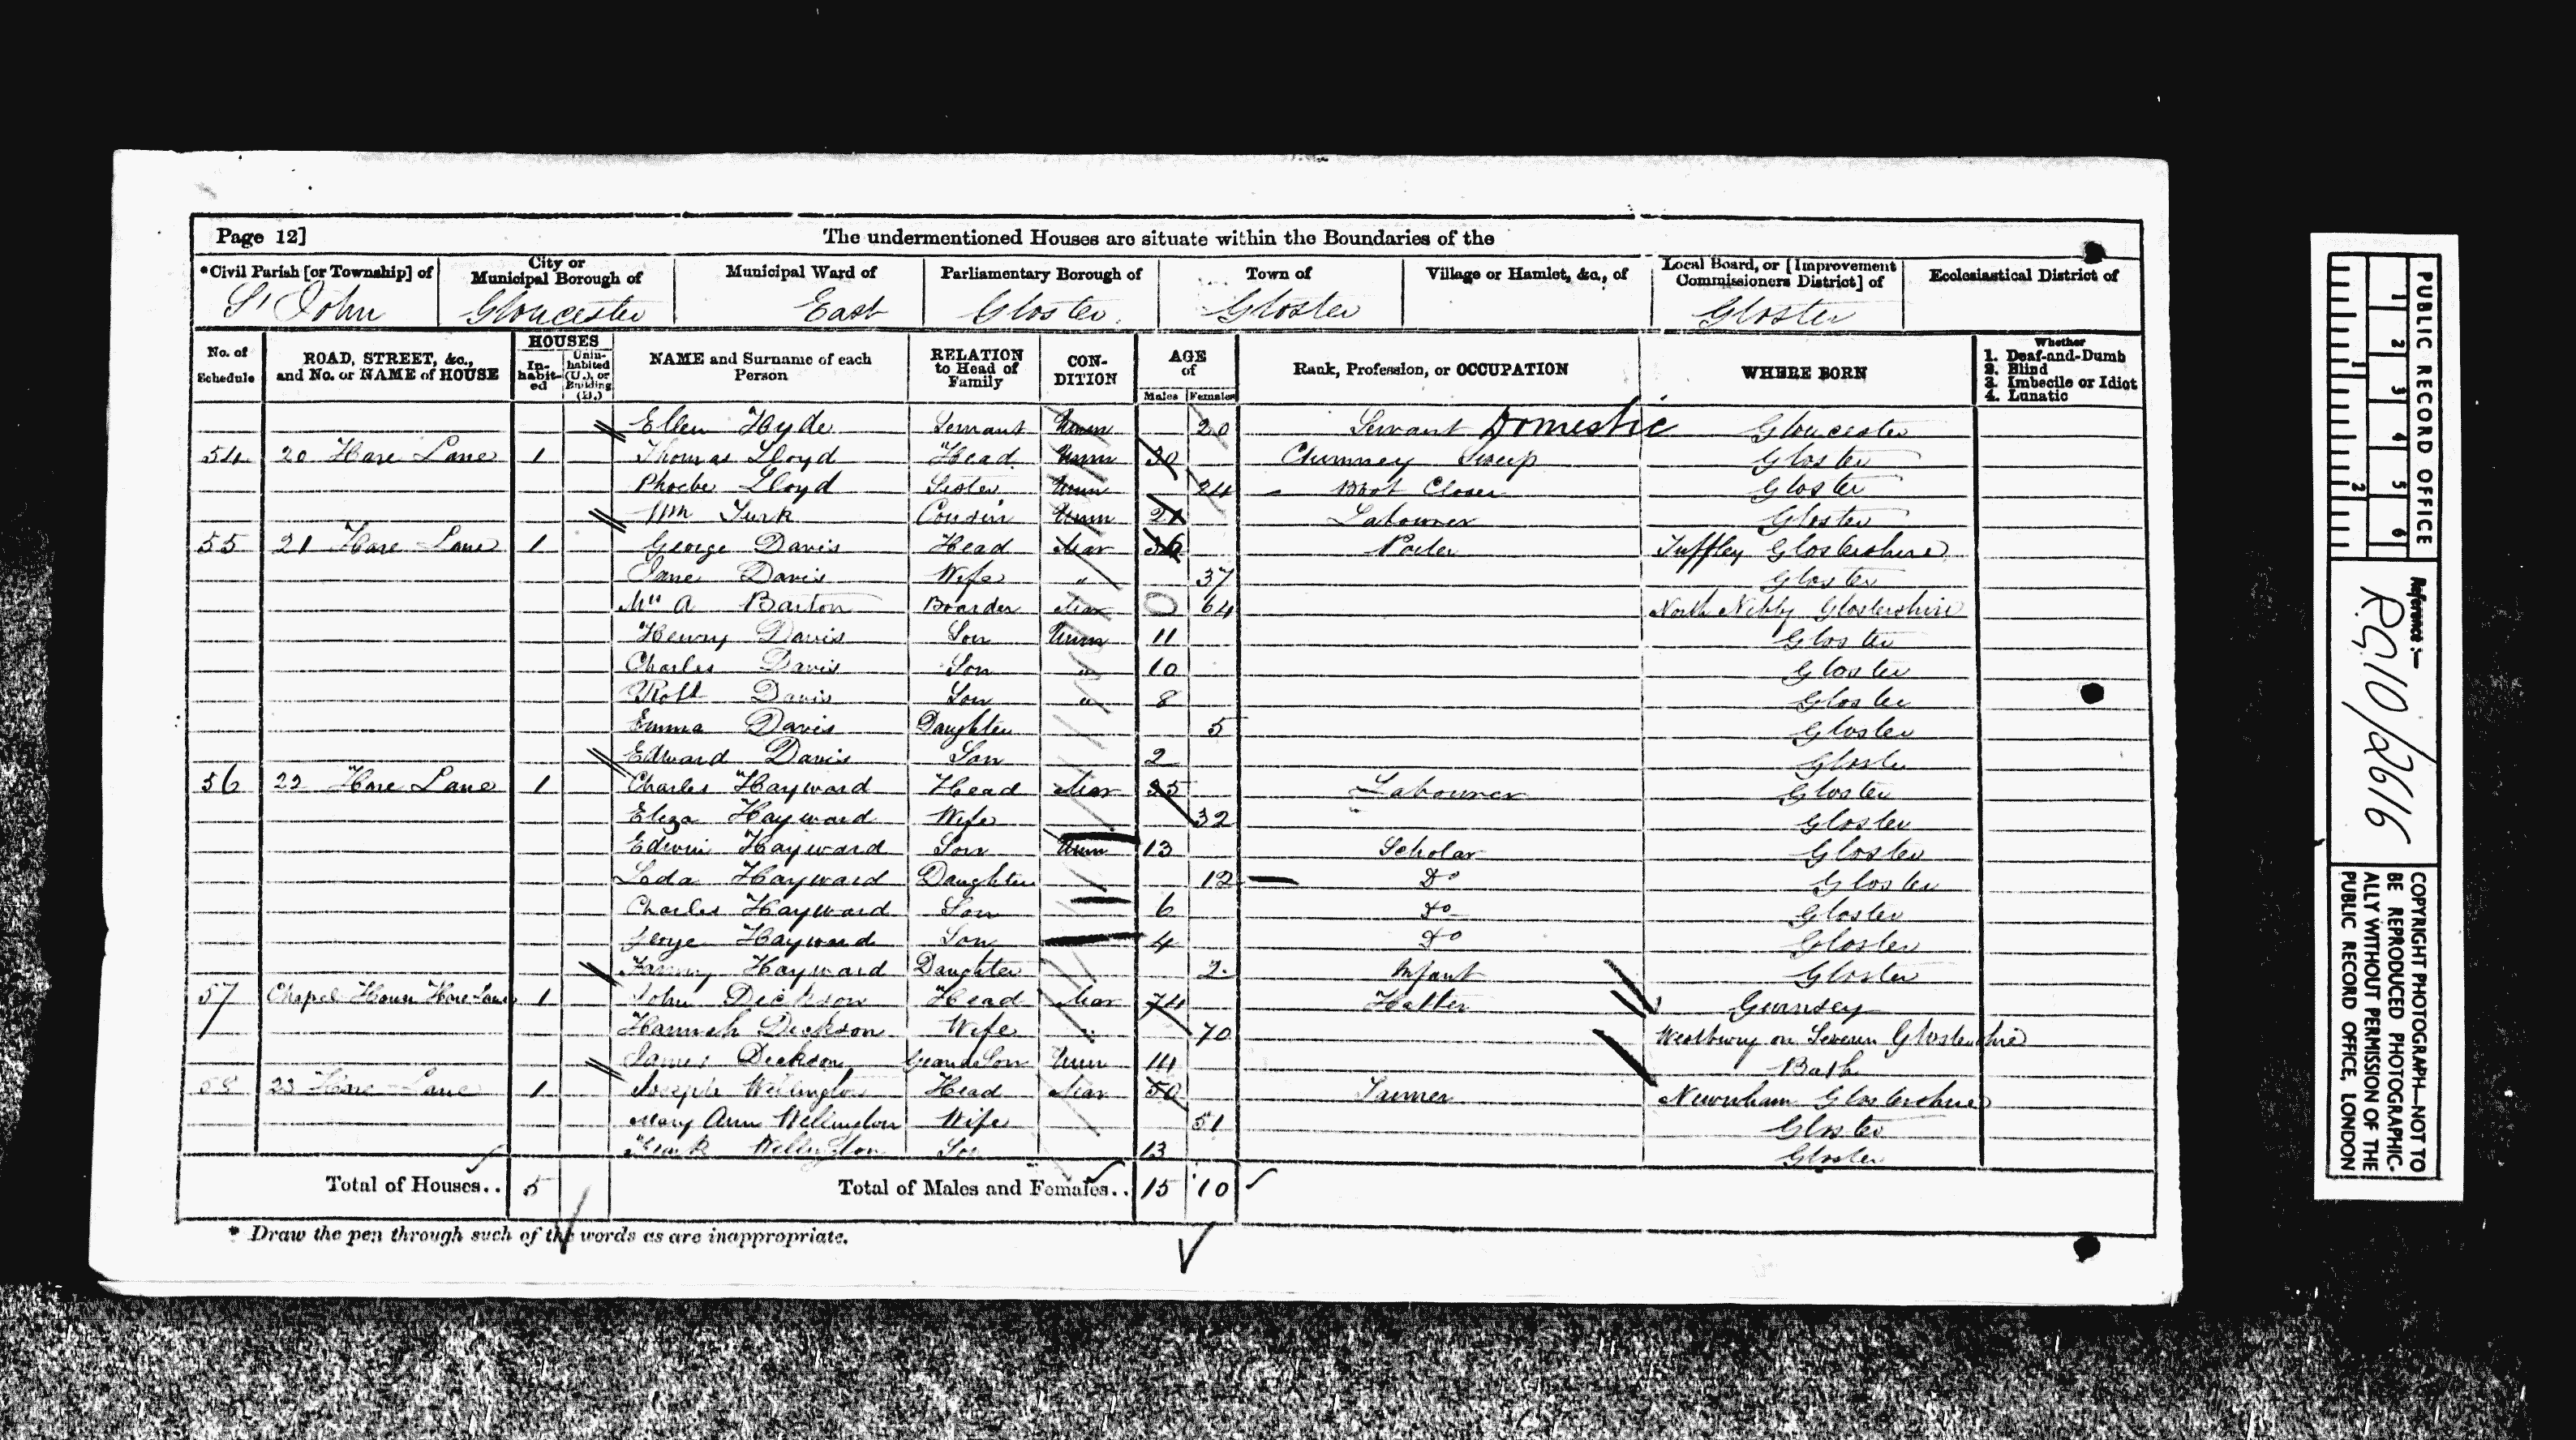 Page 12] The undermentioned Houses are situate within the Boundaries of the
*Civil Parish [or Township] of St John
City or Municipal Borough of Gloucester
Municipal Ward of East
Parliamentary Borough of Gloster
Town of Gloster
Village or Hamlet, &c., of
Local Board, or [Improvement Commissioners District] of Gloster
Ecclesiastical District of
No. of Schedule
ROAD, STREET, &c., and No. or NAME of HOUSE
HOUSES
In-habit-ed
Unin-habited (U.), or Building (B.)
NAME and Surname of each Person
RELATION to Head of Family
CON-DITION
AGE of
Males Females
Rank, Profession, or OCCUPATION
WHERE BORN
Whether
1. Deaf-and-Dumb
2. Blind
3. Imbecile or Idiot
4. Lunatic
Ellen Hyde Servant Unm 20 Servant Domestic Gloucester
54 20 Hare Lane 1 Thomas Lloyd Head Unm 30 Chimney Sweep Gloster
Phoebe Lloyd Sister Unm 24 Boot Closer Gloster
Wm Turk Cousin Unm 21 Labourer Gloster
55 21 Hare Lane 1 George Davis Head Mar 36 Porter Tuffley Glostershire
Jane Davis Wife " 37 Gloster
A Barton Boarder Mar 64 North Nibly Glostershire
Henry Davis Son Unm 11 Gloster
Charles Davis Son " 10 Gloster
Robt Davis Son " 8 Gloster
Emma Davis Daughter 5 Gloster
Edward Davis Son 2 Gloster
56 22 Hare Lane 1 Charles Hayward Head Mar 35 Labourer Gloster
Eliza Hayward Wife 32 Gloster
Edwin Hayward Son Unm 13 Scholar Gloster
Hayward Daughter 12 Do Gloster
Charles Hayward Son 6 Do Gloster
George Hayward Son 4 Do Gloster
Fanny Hayward Daughter 2 Infant Gloster
57 Chapel House Hare Lane 1 John Dickson Head Mar 74 Hatter Guernsey
Hannah Dickson Wife " 70 Westbury on Severn Glostershire
James Dickson Grand Son Unm 14 Bath
58 23 Hare Lane 1 Joseph Wellington Head Mar 50 Newnham Glostershire
Mary Ann Wellington Wife 51 Gloster
Wellington Son 13 Gloster
Total of Houses.. 5 Total of Males and Females.. 15 10
* Draw the pen through such of the words as are inappropriate.
PUBLIC RECORD OFFICE
1 2 3 4 5 6
1 2
Reference:—
R.G.10/2616
COPYRIGHT PHOTOGRAPH—NOT TO
BE REPRODUCED PHOTOGRAPHIC-
ALLY WITHOUT PERMISSION OF THE
PUBLIC RECORD OFFICE, LONDON